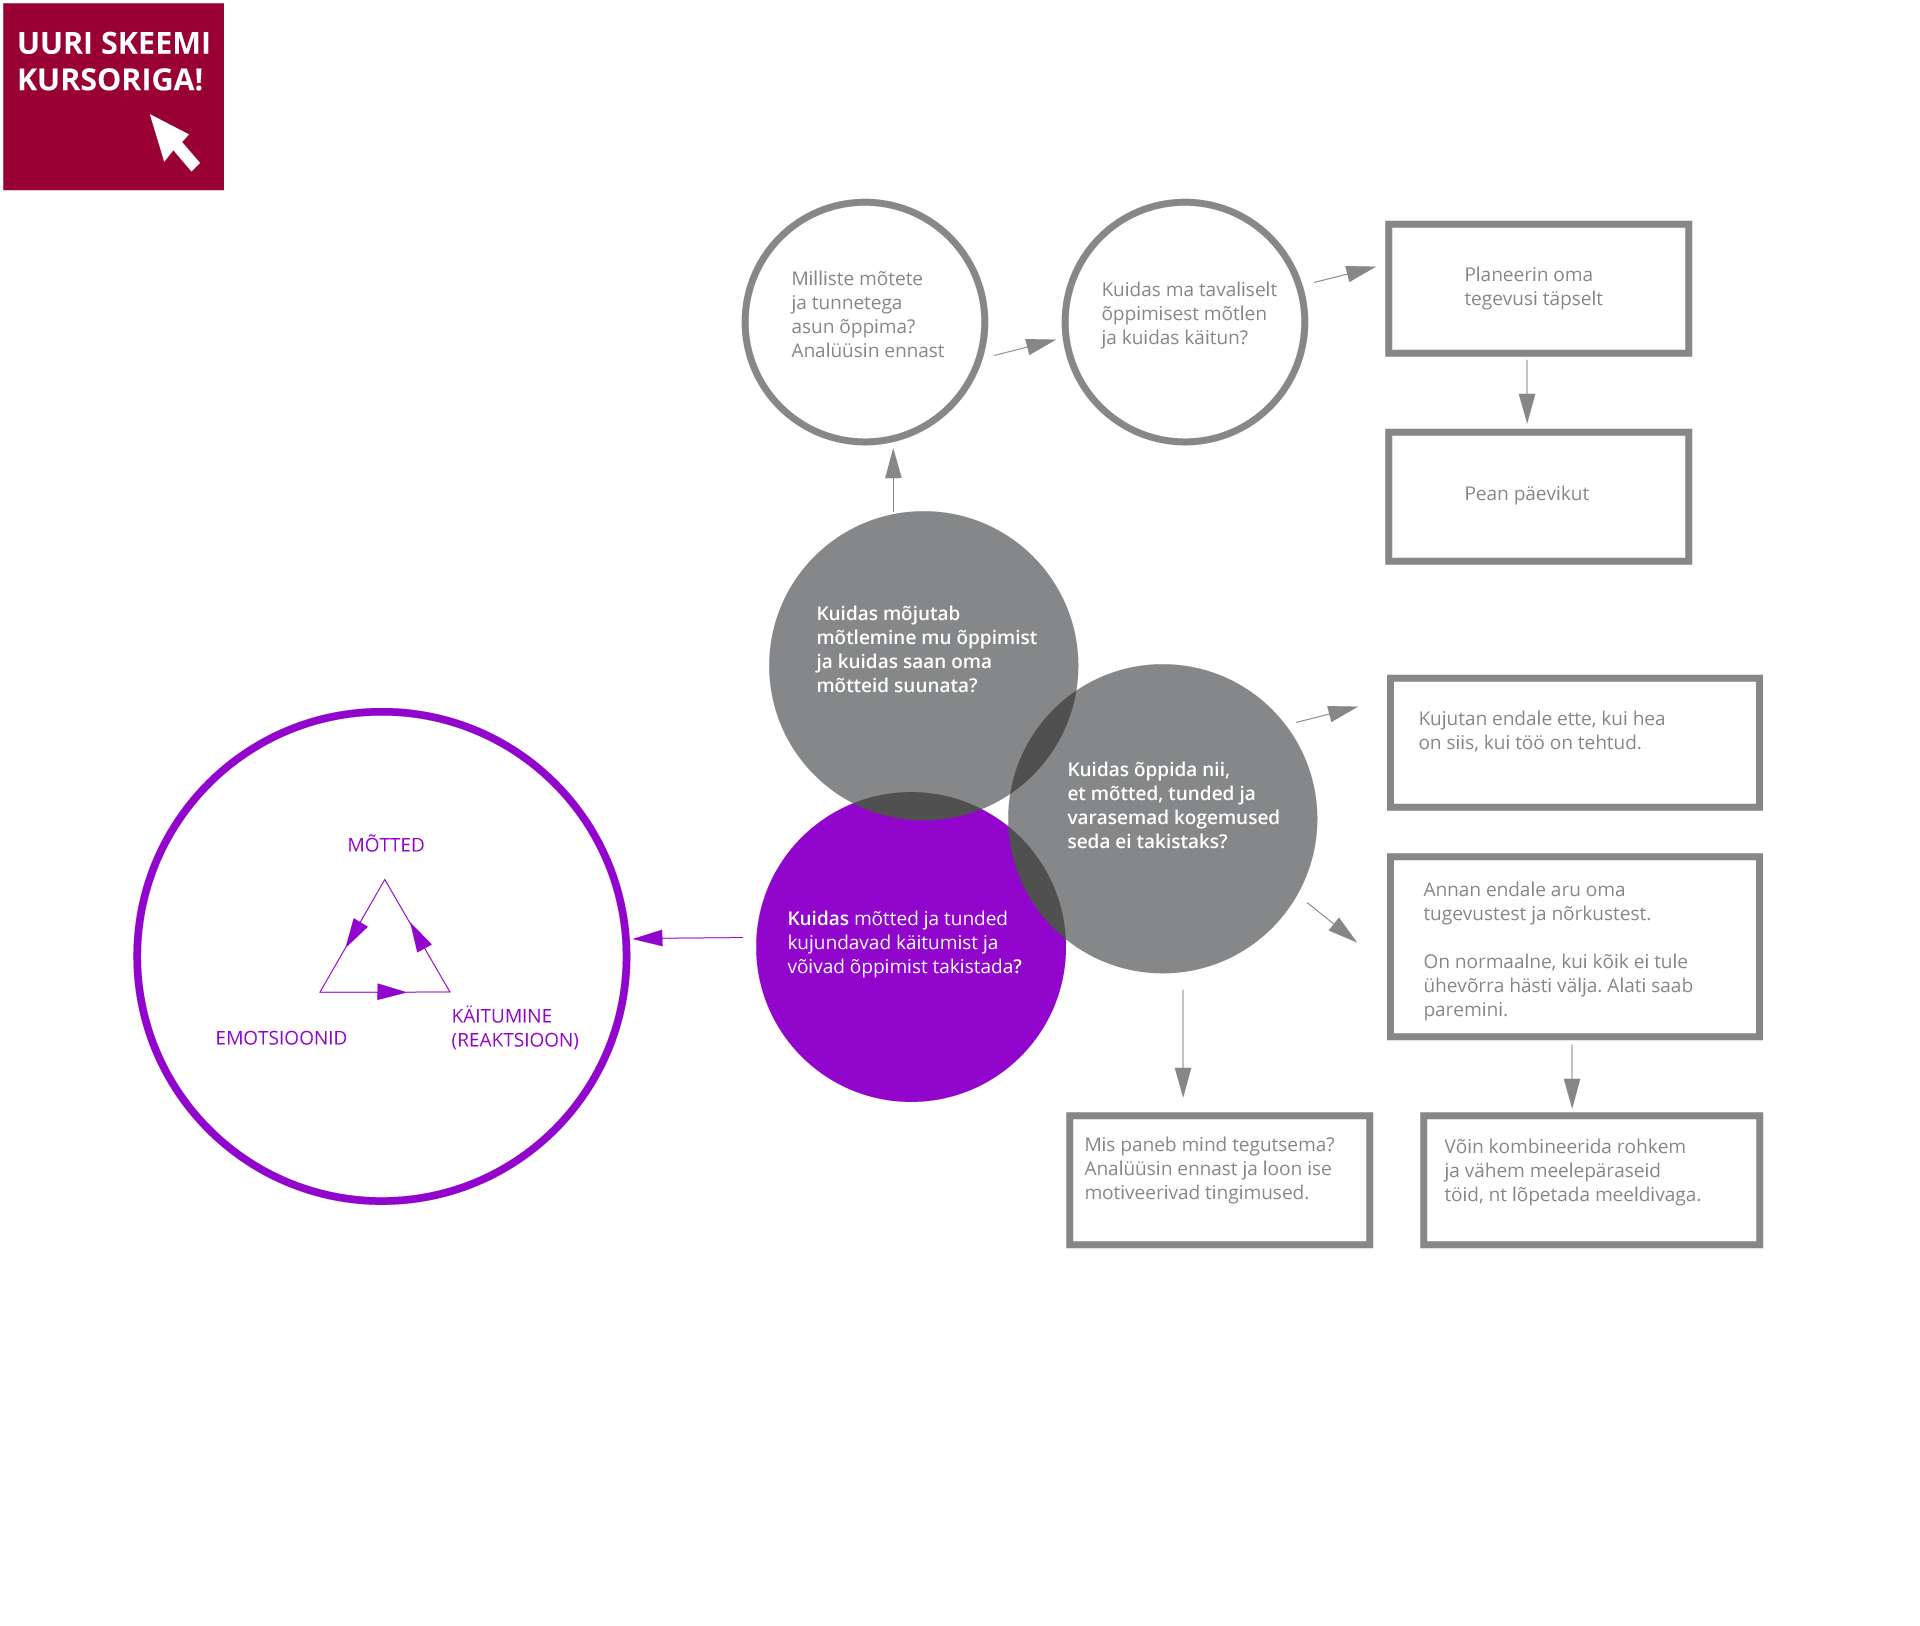 UURI SKEEMI
KURSORIGA!
Milliste mõtete
ja tunnetega
asun õppima?
Analüüsin ennast
Kuidas ma tavaliselt
õppimisest mõtlen
ja kuidas käitun?
Planeerin oma
tegevusi täpselt
Pean päevikut
Kuidas mõjutab
mõtlemine mu õppimist
ja kuidas saan oma
mõtteid suunata?
Kuidas õppida nii,
et mõtted, tunded ja
varasemad kogemused
seda ei takistaks?
Kujutan endale ette, kui hea
on siis, kui töö on tehtud.
Annan endale aru oma
tugevustest ja nõrkustest.
On normaalne, kui kõik ei tule
ühevõrra hästi välja. Alati saab
paremini.
MÕTTED
EMOTSIOONID
KÄITUMINE
(REAKTSIOON)
Kuidas mõtted ja tunded
kujundavad käitumist ja
võivad õppimist takistada?
Mis paneb mind tegutsema?
Analüüsin ennast ja loon ise
motiveerivad tingimused.
Võin kombineerida rohkem
ja vähem meelepäraseid
töid, nt lõpetada meeldivaga.